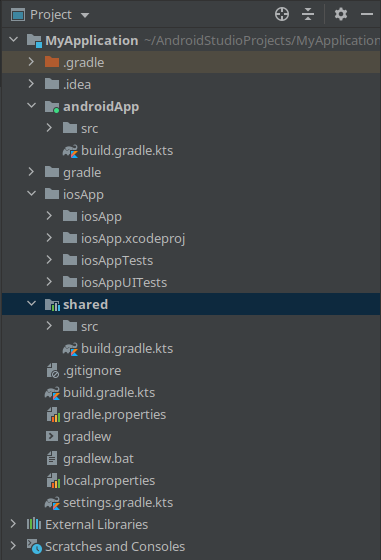 Project
MyApplication ~/AndroidStudioProjects/MyApplication
.gradle
.idea
androidApp
src
build.gradle.kts
gradle
iosApp
iosApp
iosApp.xcodeproj
iosAppTests
iosAppUITests
shared
src
build.gradle.kts
.gitignore
build.gradle.kts
gradle.properties
gradlew
gradlew.bat
local.properties
settings.gradle.kts
External Libraries
Scratches and Consoles